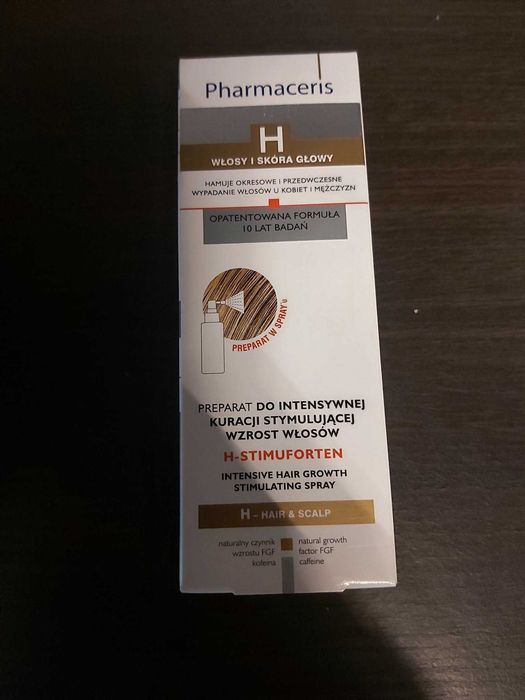 Pharmaceris
H
WŁOSY I SKÓRA GŁOWY
HAMUJE OKRESOWE I PRZEDWCZESNE
WYPADANIE WŁOSÓW U KOBIET I MĘŻCZYZN
OPATENTOWANA FORMUŁA
10 LAT BADAŃ
PREPARAT W SPRAY'u
PREPARAT DO INTENSYWNEJ
KURACJI STYMULUJĄCEJ
WZROST WŁOSÓW
H-STIMUFORTEN
INTENSIVE HAIR GROWTH
STIMULATING SPRAY
H – HAIR & SCALP
naturalny czynnik
wzrostu FGF
kofeina
natural growth
factor FGF
caffeine